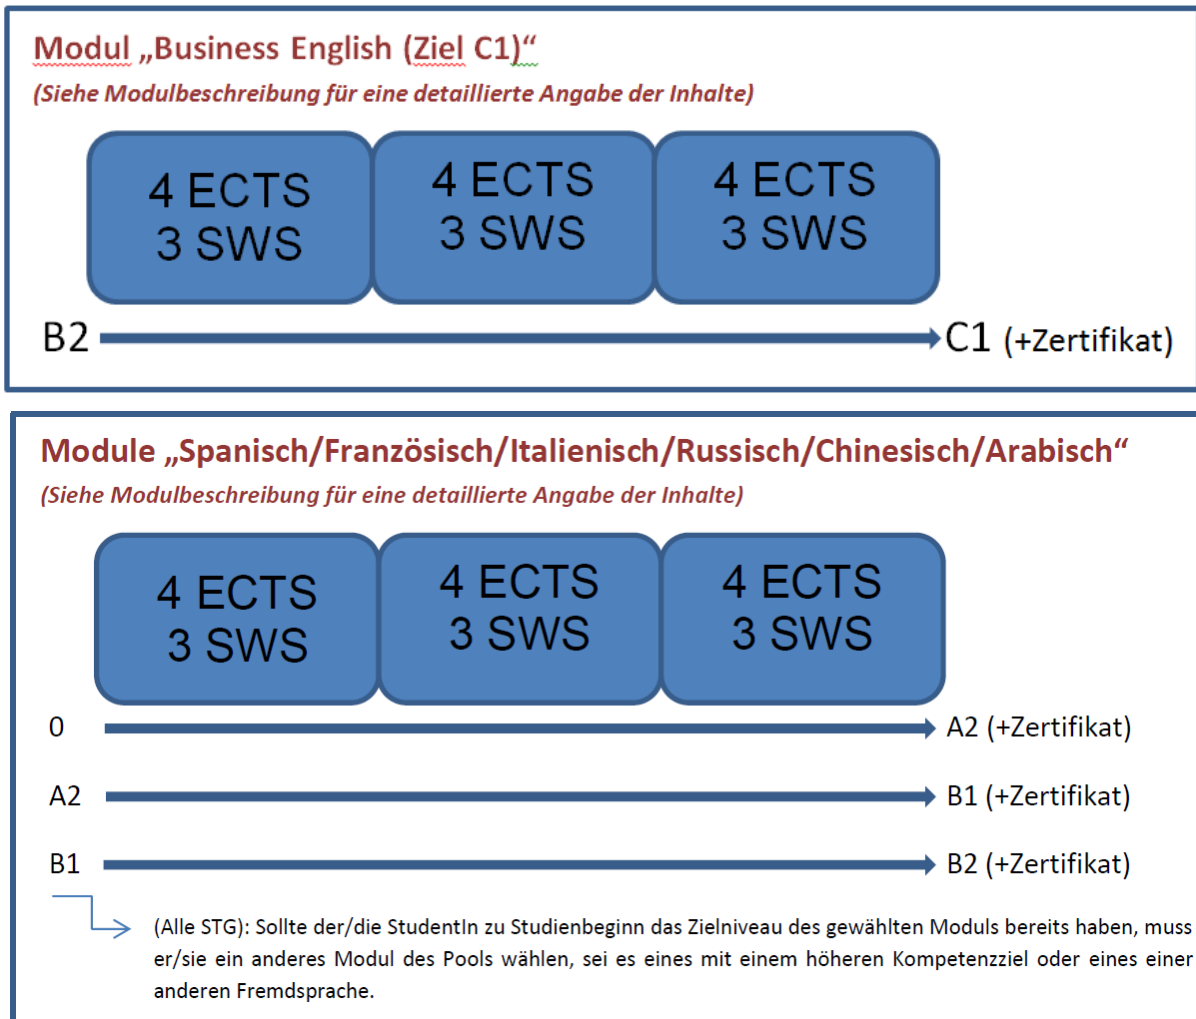 Modul „Business English (Ziel C1)“
(Siehe Modulbeschreibung für eine detaillierte Angabe der Inhalte)
4 ECTS
3 SWS
4 ECTS
3 SWS
4 ECTS
3 SWS
B2
C1 (+Zertifikat)
Module „Spanisch/Französisch/Italienisch/Russisch/Chinesisch/Arabisch“
(Siehe Modulbeschreibung für eine detaillierte Angabe der Inhalte)
4 ECTS
3 SWS
4 ECTS
3 SWS
4 ECTS
3 SWS
0
A2 (+Zertifikat)
A2
B1 (+Zertifikat)
B1
B2 (+Zertifikat)
(Alle STG): Sollte der/die StudentIn zu Studienbeginn das Zielniveau des gewählten Moduls bereits haben, muss
er/sie ein anderes Modul des Pools wählen, sei es eines mit einem höheren Kompetenzziel oder eines einer
anderen Fremdsprache.